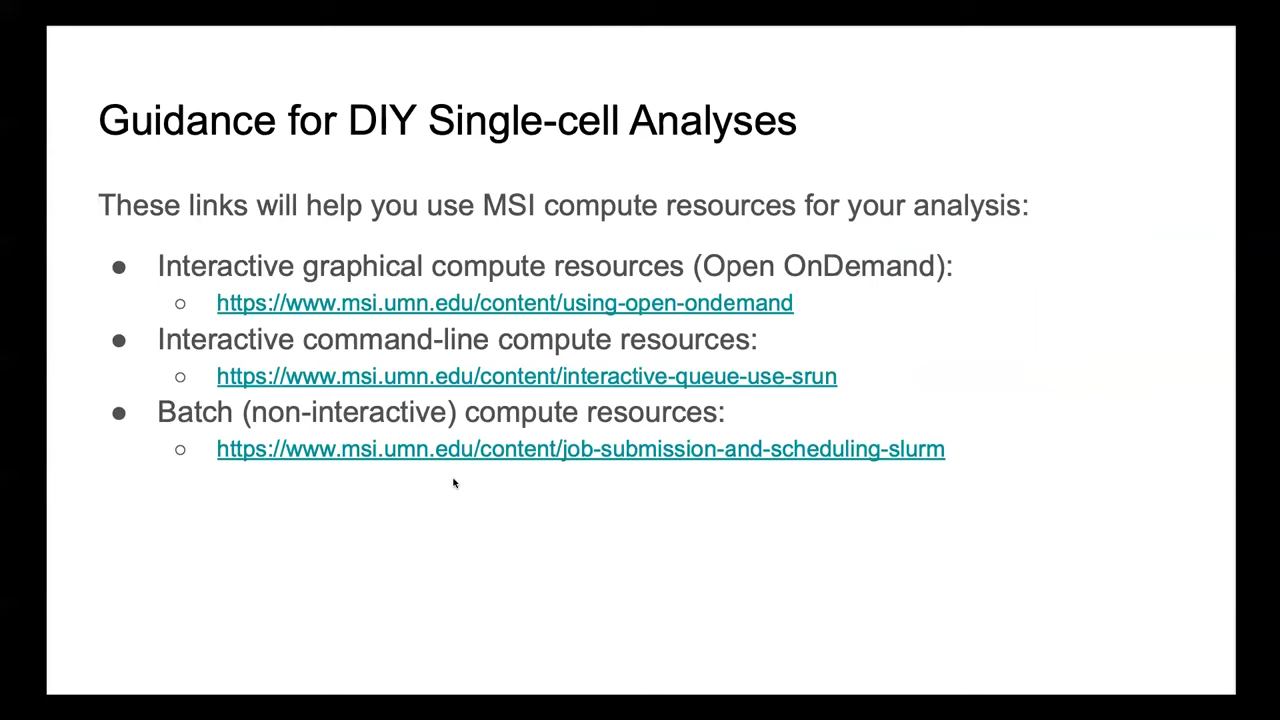 Guidance for DIY Single-cell Analyses
These links will help you use MSI compute resources for your analysis:
● Interactive graphical compute resources (Open OnDemand):
○ https://www.msi.umn.edu/content/using-open-ondemand
● Interactive command-line compute resources:
○ https://www.msi.umn.edu/content/interactive-queue-use-srun
● Batch (non-interactive) compute resources:
○ https://www.msi.umn.edu/content/job-submission-and-scheduling-slurm